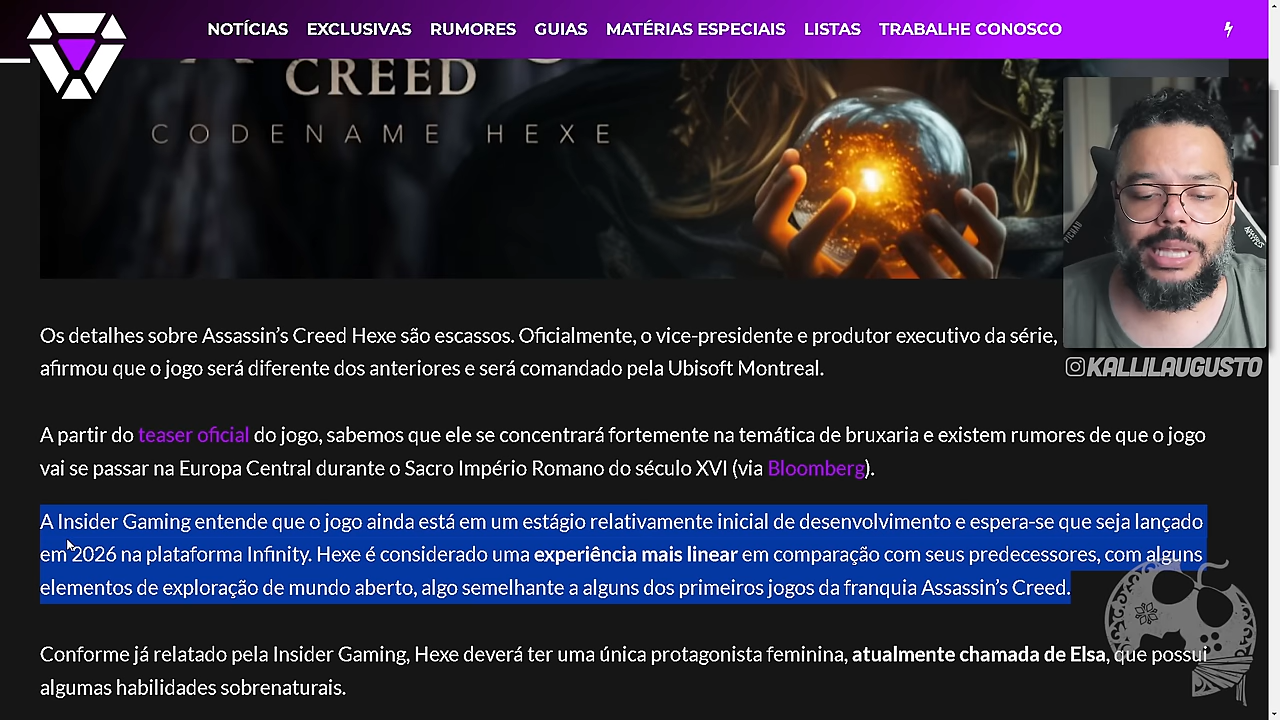 NOTÍCIAS EXCLUSIVAS RUMORES GUIAS MATÉRIAS ESPECIAIS LISTAS TRABALHE CONOSCO
CREED
CODENAME HEXE
PICHAU
KALLILAUGUSTO
Os detalhes sobre Assassin’s Creed Hexe são escassos. Oficialmente, o vice-presidente e produtor executivo da série,
afirmou que o jogo será diferente dos anteriores e será comandado pela Ubisoft Montreal.
A partir do teaser oficial do jogo, sabemos que ele se concentrará fortemente na temática de bruxaria e existem rumores de que o jogo
vai se passar na Europa Central durante o Sacro Império Romano do século XVI (via Bloomberg).
A Insider Gaming entende que o jogo ainda está em um estágio relativamente inicial de desenvolvimento e espera-se que seja lançado
em 2026 na plataforma Infinity. Hexe é considerado uma experiência mais linear em comparação com seus predecessores, com alguns
elementos de exploração de mundo aberto, algo semelhante a alguns dos primeiros jogos da franquia Assassin’s Creed.
Conforme já relatado pela Insider Gaming, Hexe deverá ter uma única protagonista feminina, atualmente chamada de Elsa, que possui
algumas habilidades sobrenaturais.